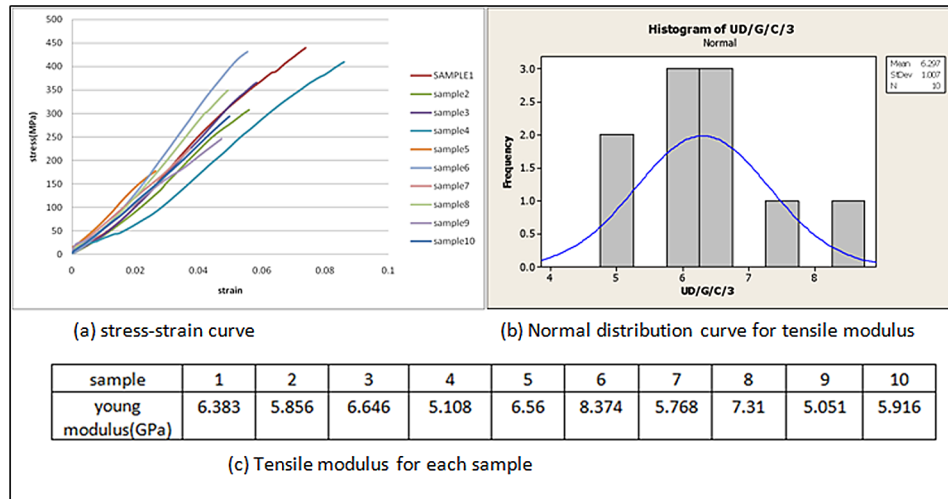 500
450
400
350
300
250
200
150
100
50
0
stress(MPa)
0 0.02 0.04 0.06 0.08 0.1
strain
SAMPLE1
sample2
sample3
sample4
sample5
sample6
sample7
sample8
sample9
sample10
(a) stress-strain curve
Histogram of UD/G/C/3
Normal
Mean 6.297
StDev 1.007
N 10
3.0
2.5
2.0
1.5
1.0
0.5
0.0
Frequency
4 5 6 7 8
UD/G/C/3
(b) Normal distribution curve for tensile modulus
sample 1 2 3 4 5 6 7 8 9 10
young 6.383 5.856 6.646 5.108 6.56 8.374 5.768 7.31 5.051 5.916
modulus(GPa)
(c) Tensile modulus for each sample